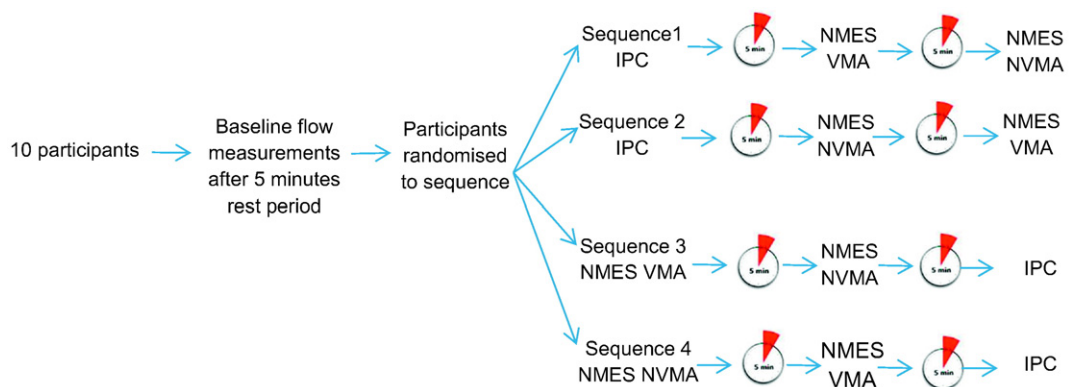 10 participants
Baseline flow
measurements
after 5 minutes
rest period
Participants
randomised
to sequence
Sequence1
IPC
5 min
NMES
VMA
5 min
NMES
NVMA
Sequence 2
IPC
5 min
NMES
NVMA
5 min
NMES
VMA
Sequence 3
NMES VMA
5 min
NMES
NVMA
5 min
IPC
Sequence 4
NMES NVMA
5 min
NMES
VMA
5 min
IPC